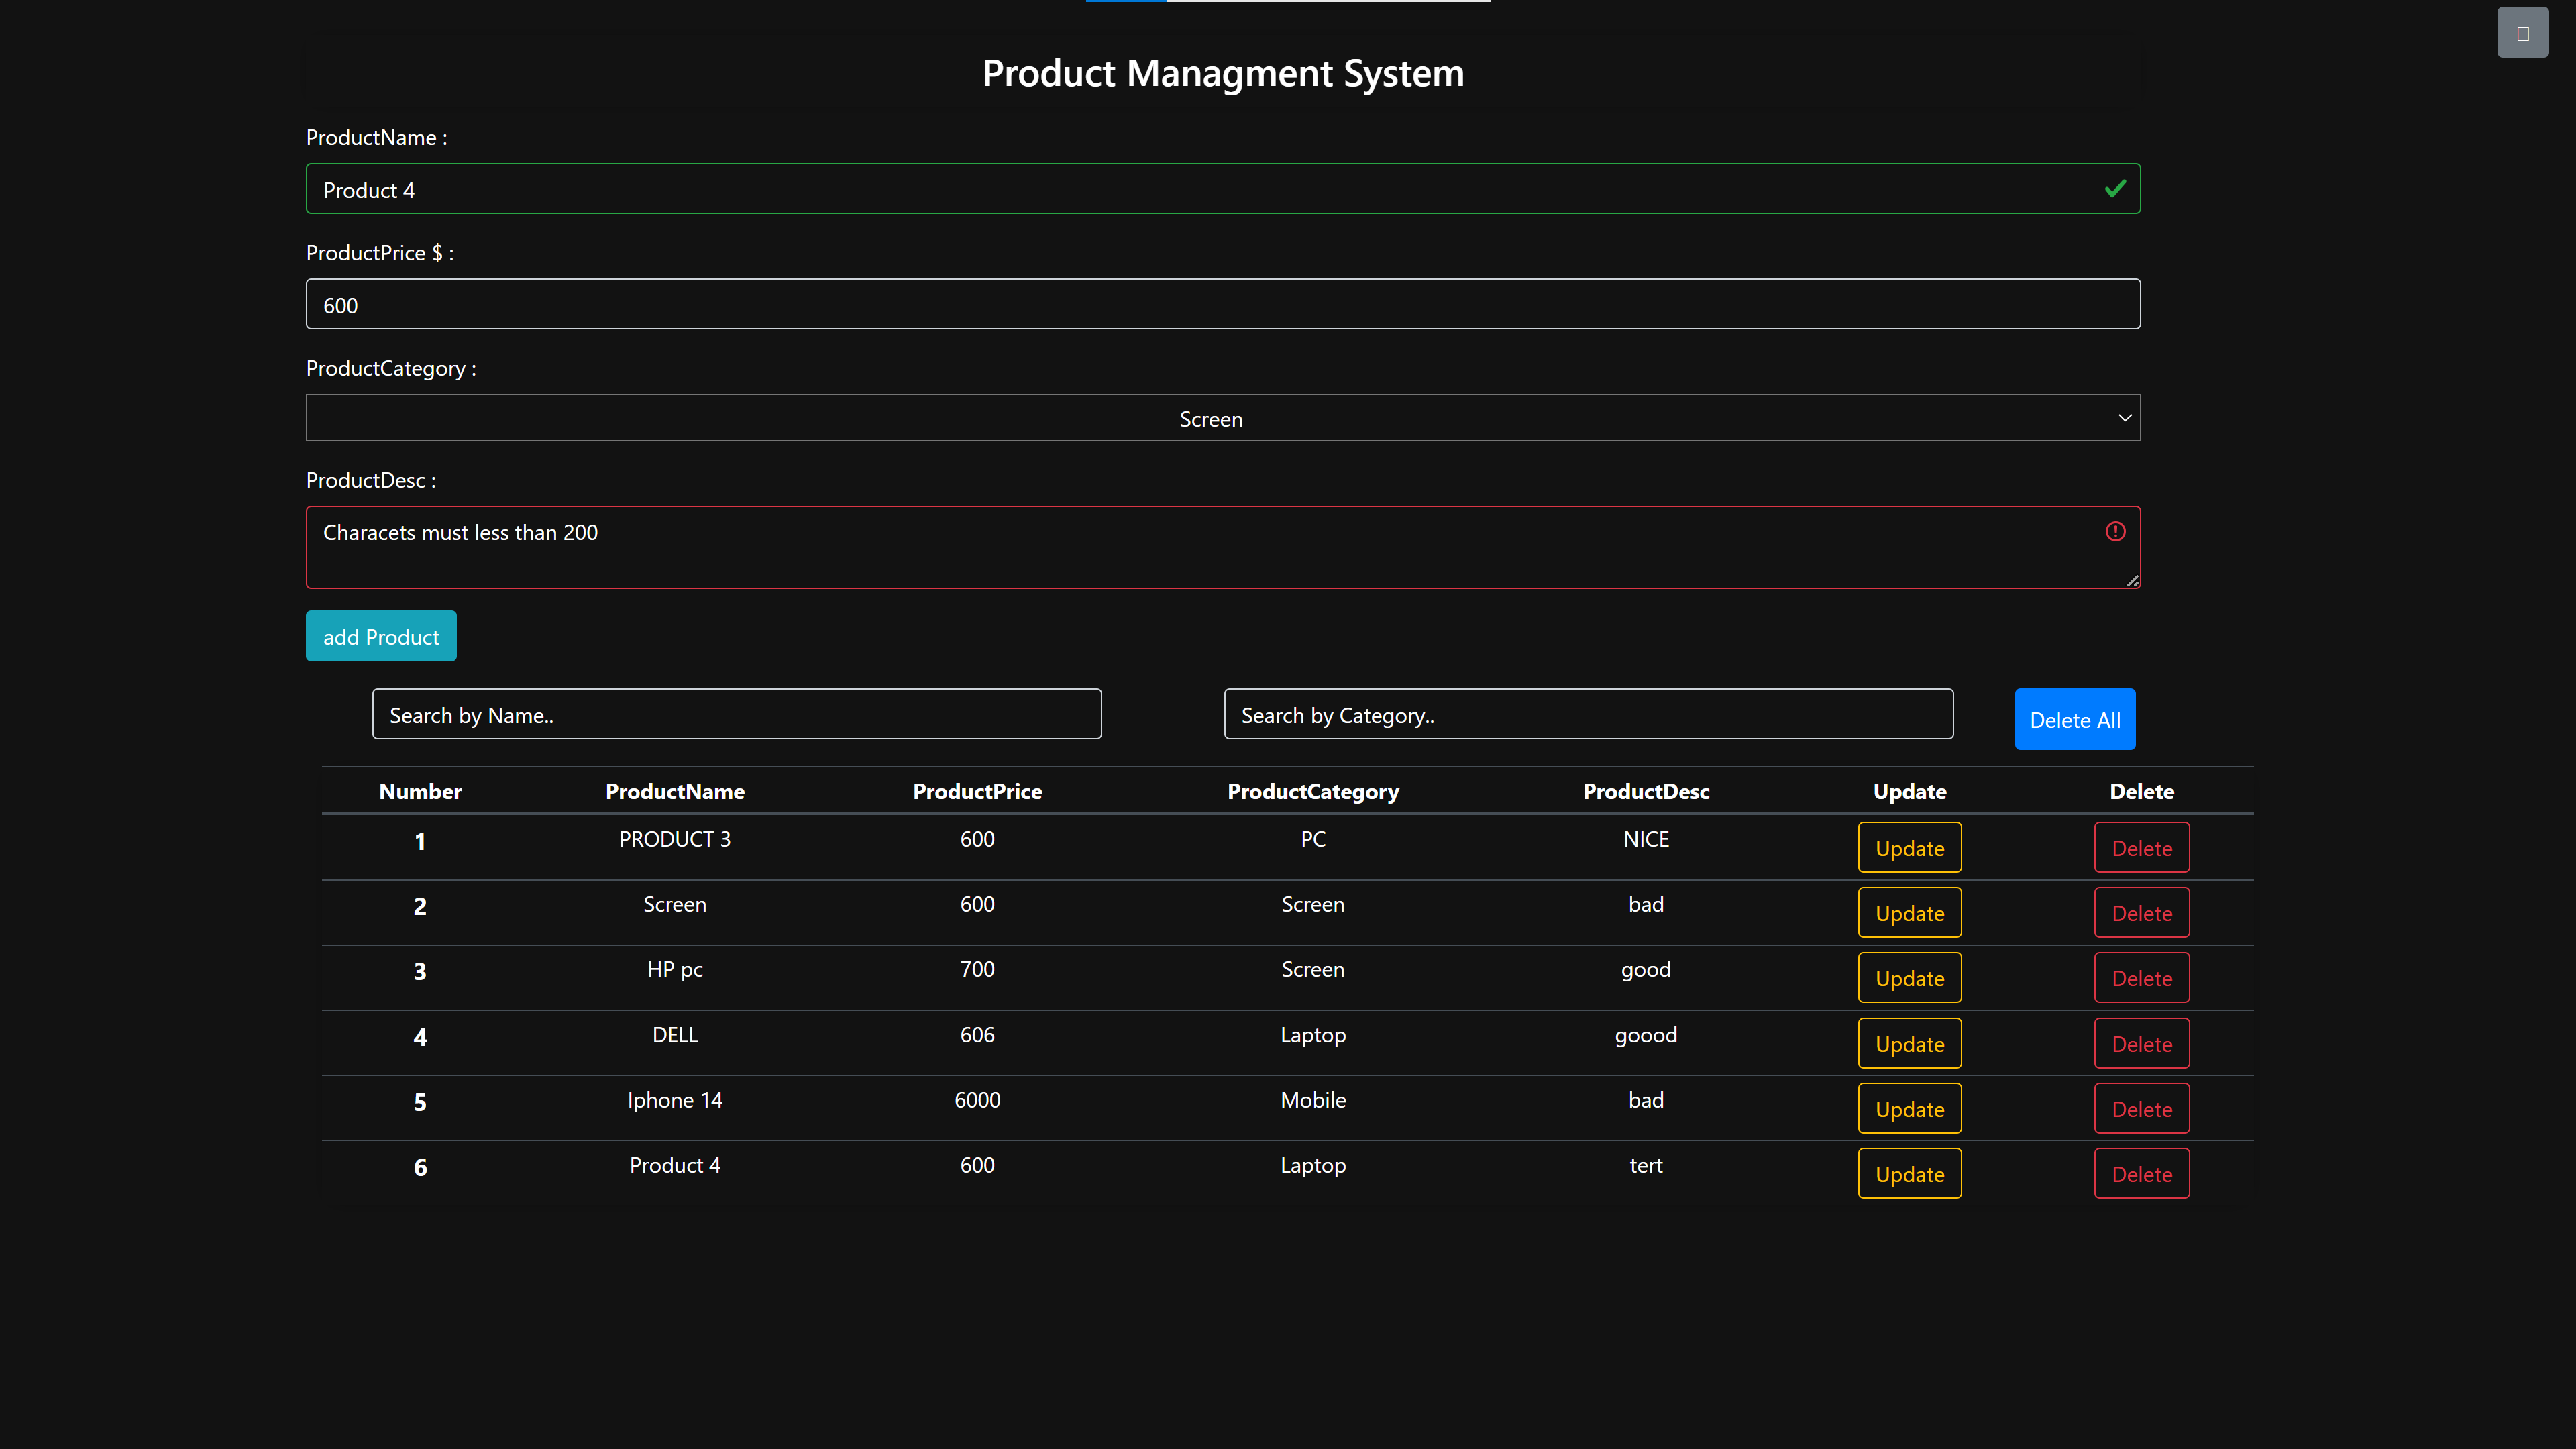 Product Managment System
ProductName :
Product 4
ProductPrice $ :
600
ProductCategory :
Screen
ProductDesc :
Characets must less than 200
add Product
Search by Name.. Search by Category.. Delete All
Number ProductName ProductPrice ProductCategory ProductDesc Update Delete
1 PRODUCT 3 600 PC NICE Update Delete
2 Screen 600 Screen bad Update Delete
3 HP pc 700 Screen good Update Delete
4 DELL 606 Laptop goood Update Delete
5 Iphone 14 6000 Mobile bad Update Delete
6 Product 4 600 Laptop tert Update Delete